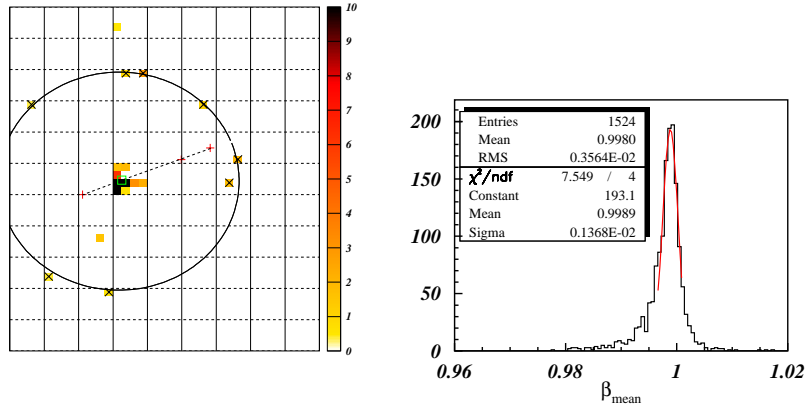 10
9
8
7
6
5
4
3
2
1
0
Entries 1524
Mean 0.9980
RMS 0.3564E-02
χ²/ndf 7.549 / 4
Constant 193.1
Mean 0.9989
Sigma 0.1368E-02
200
150
100
50
0
0.96 0.98 1 1.02
βmean